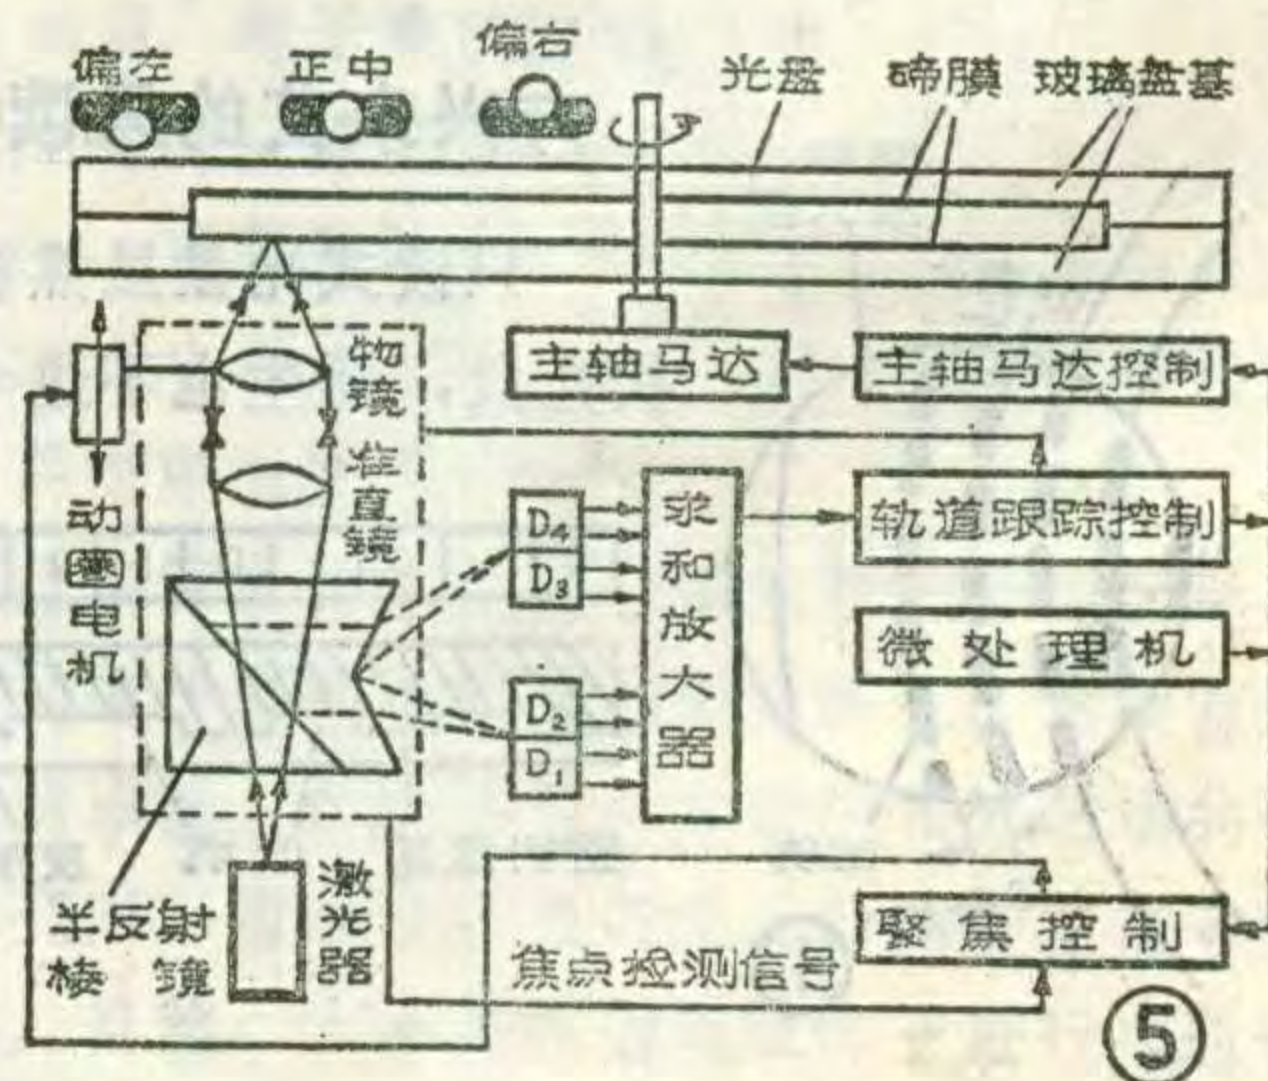 偏左
正中
偏右
光盘
碲膜
玻璃盘基
物镜
准直镜
主轴马达
主轴马达控制
动圈电机
D₄
D₃
D₂
D₁
求和放大器
轨道跟踪控制
微处理机
半反射棱镜
激光器
聚焦控制
焦点检测信号
⑤